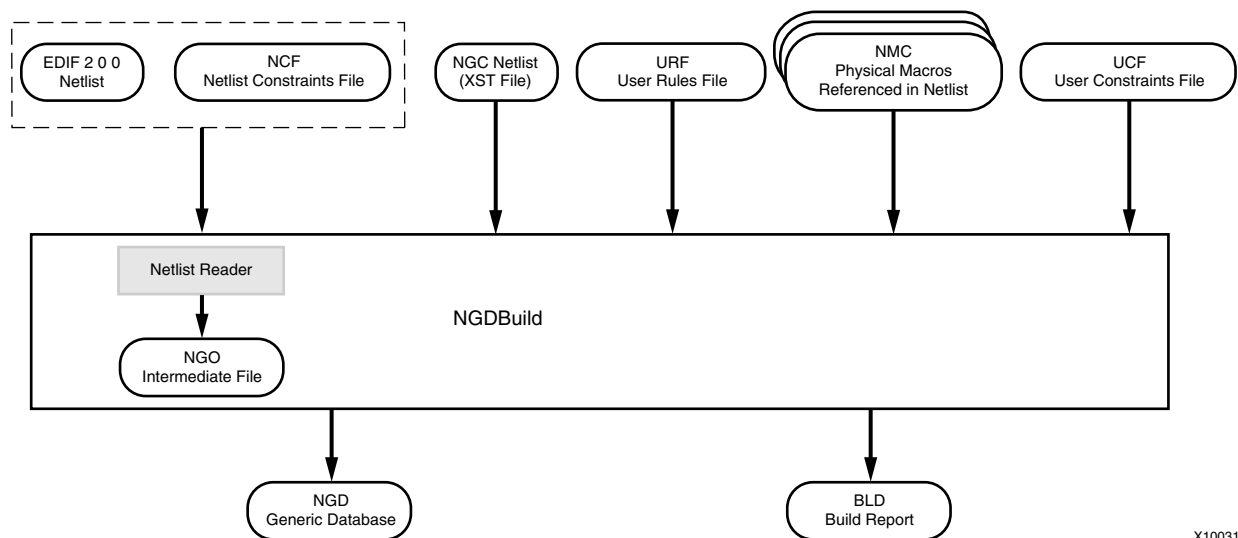 EDIF 2 0 0
Netlist
NCF
Netlist Constraints File
NGC Netlist
(XST File)
URF
User Rules File
NMC
Physical Macros
Referenced in Netlist
UCF
User Constraints File
Netlist Reader
NGDBuild
NGO
Intermediate File
NGD
Generic Database
BLD
Build Report
X10031